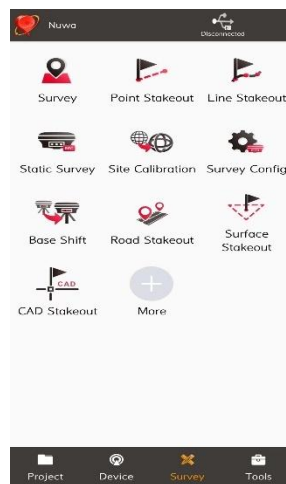 Nuwa
Disconnected
Survey
Point Stakeout
Line Stakeout
Static Survey
Site Calibration
Survey Config
Base Shift
Road Stakeout
Surface
Stakeout
CAD
CAD Stakeout
More
Project
Device
Survey
Tools